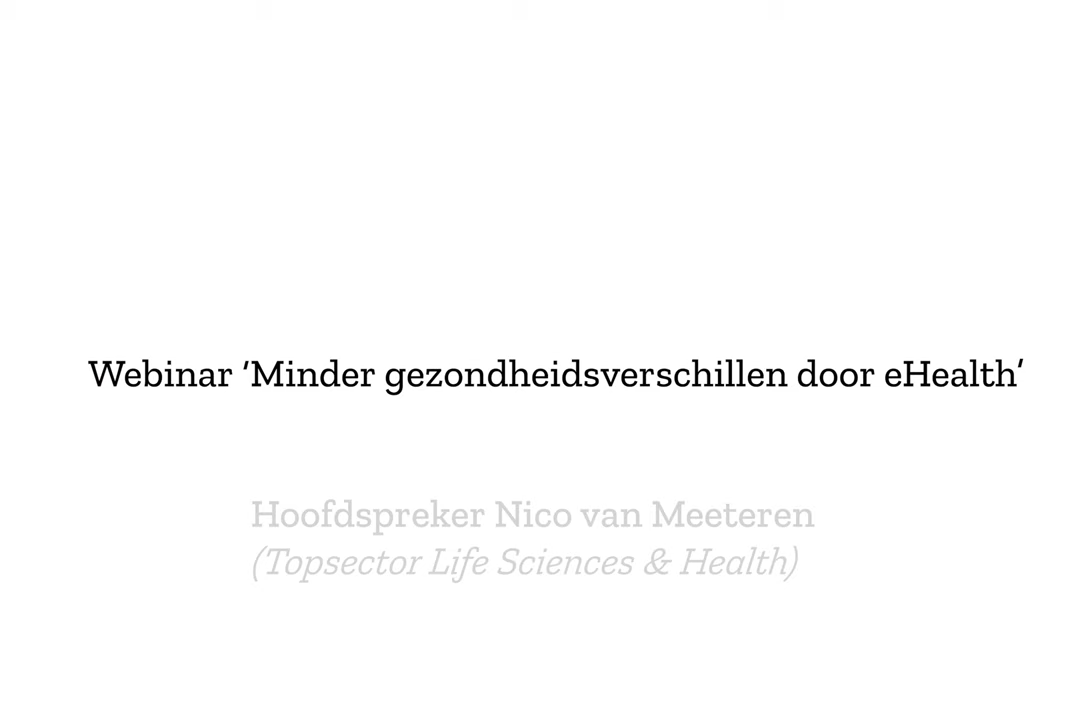 Webinar ‘Minder gezondheidsverschillen door eHealth’
Hoofdspreker Nico van Meeteren
(Topsector Life Sciences & Health)